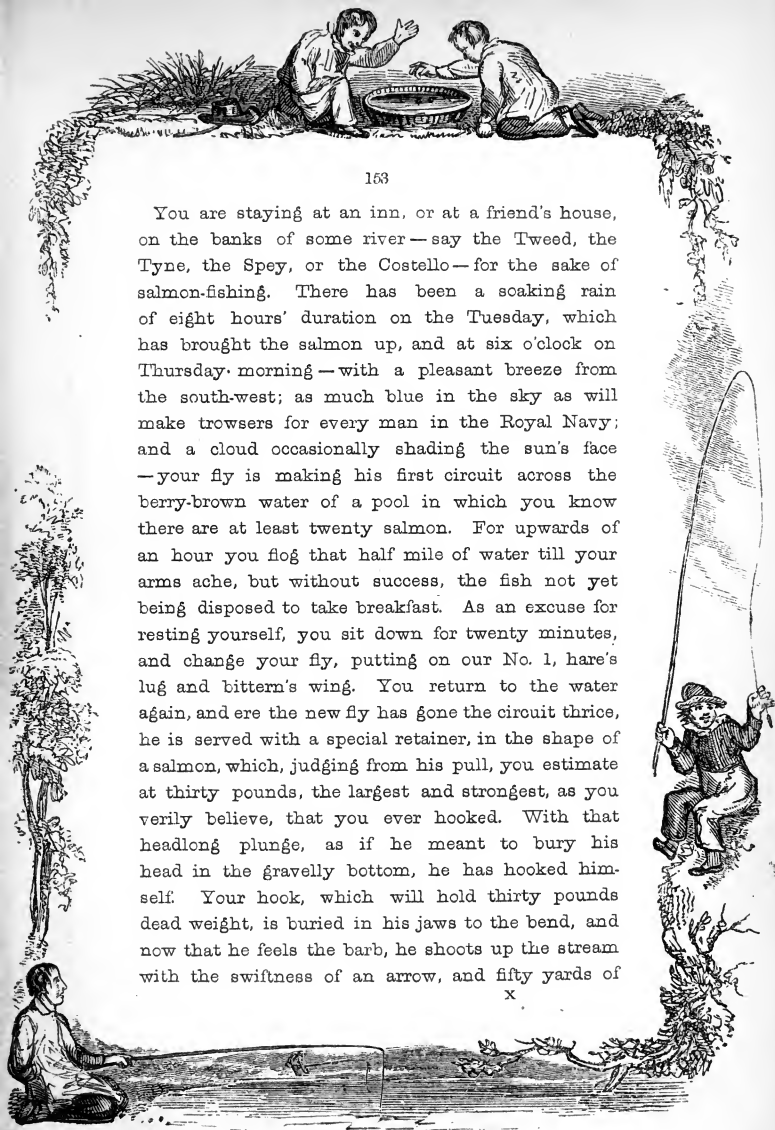 153
You are staying at an inn, or at a friend's house,
on the banks of some river — say the Tweed, the
Tyne, the Spey, or the Costello — for the sake of
salmon-fishing. There has been a soaking rain
of eight hours' duration on the Tuesday, which
has brought the salmon up, and at six o'clock on
Thursday· morning — with a pleasant breeze from
the south-west; as much blue in the sky as will
make trowsers for every man in the Royal Navy;
and a cloud occasionally shading the sun's face
— your fly is making his first circuit across the
berry-brown water of a pool in which you know
there are at least twenty salmon. For upwards of
an hour you flog that half mile of water till your
arms ache, but without success, the fish not yet
being disposed to take breakfast. As an excuse for
resting yourself, you sit down for twenty minutes,
and change your fly, putting on our No. 1, hare's
lug and bittern's wing. You return to the water
again, and ere the new fly has gone the circuit thrice,
he is served with a special retainer, in the shape of
a salmon, which, judging from his pull, you estimate
at thirty pounds, the largest and strongest, as you
verily believe, that you ever hooked. With that
headlong plunge, as if he meant to bury his
head in the gravelly bottom, he has hooked him-
self. Your hook, which will hold thirty pounds
dead weight, is buried in his jaws to the bend, and
now that he feels the barb, he shoots up the stream
with the swiftness of an arrow, and fifty yards of
X